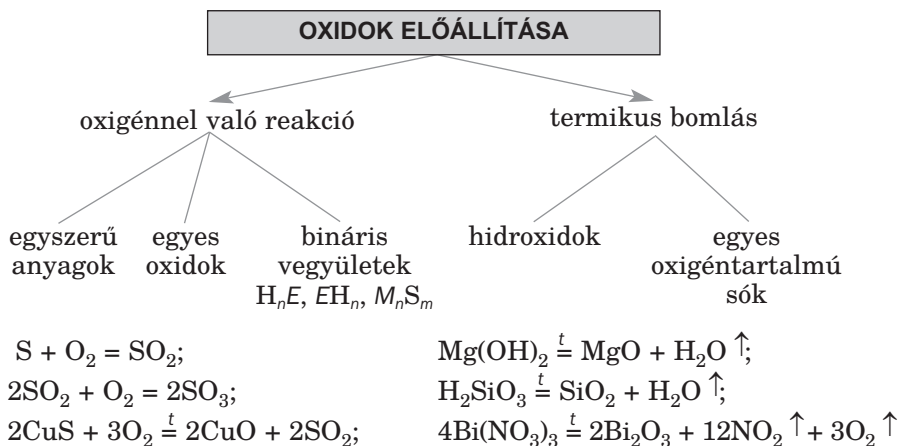 OXIDOK ELŐÁLLÍTÁSA
oxigénnel való reakció
termikus bomlás
egyszerű
anyagok
egyes
oxidok
bináris
vegyületek
HₙE, EHₙ, MₙSₘ
hidroxidok
egyes
oxigéntartalmú
sók
S + O₂ = SO₂;
2SO₂ + O₂ = 2SO₃;
2CuS + 3O₂ =ᵗ 2CuO + 2SO₂;
Mg(OH)₂ =ᵗ MgO + H₂O ↑;
H₂SiO₃ =ᵗ SiO₂ + H₂O ↑;
4Bi(NO₃)₃ =ᵗ 2Bi₂O₃ + 12NO₂ ↑ + 3O₂ ↑